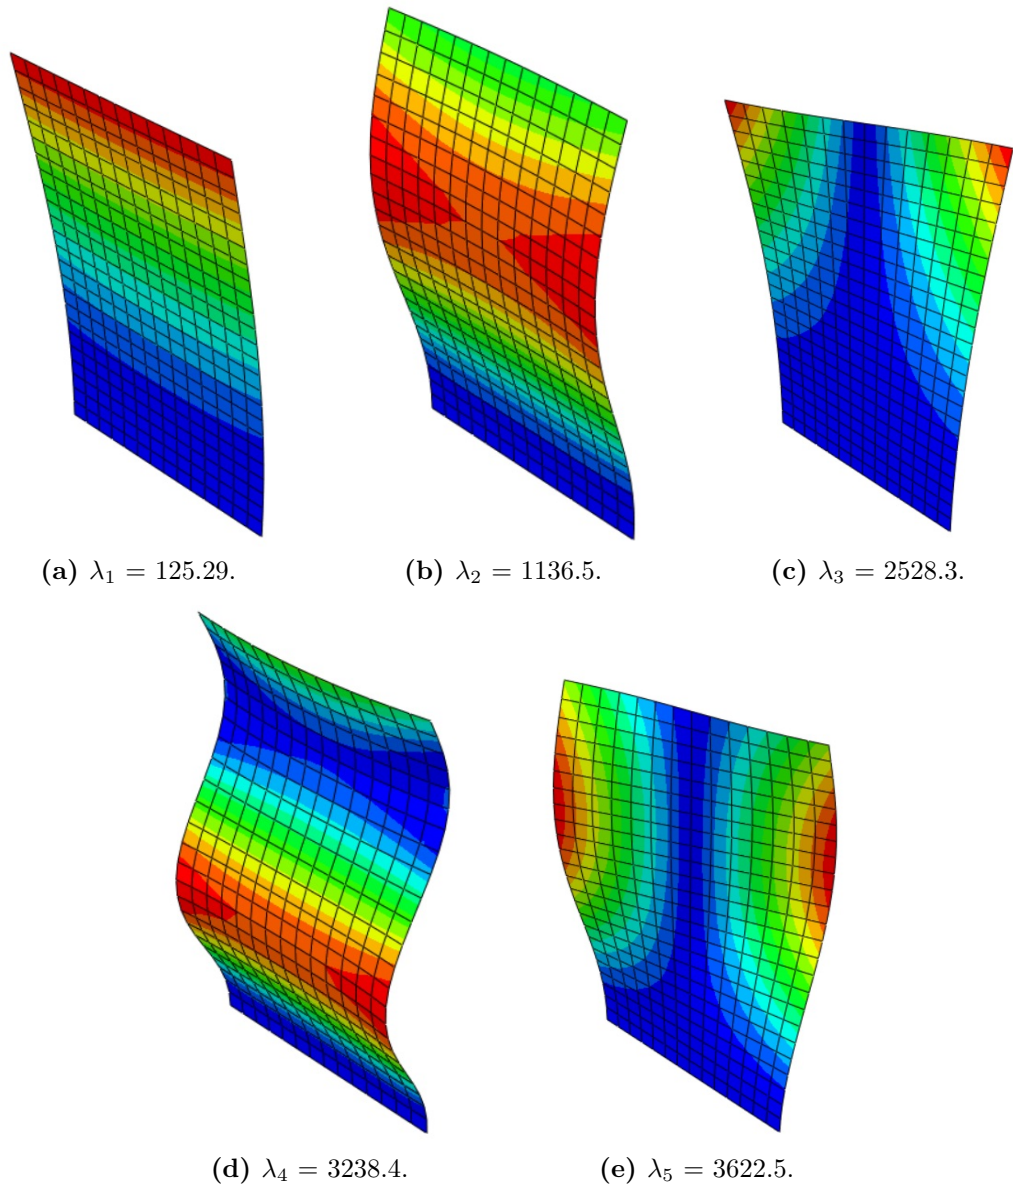 (a) λ₁ = 125.29.
(b) λ₂ = 1136.5.
(c) λ₃ = 2528.3.
(d) λ₄ = 3238.4.
(e) λ₅ = 3622.5.